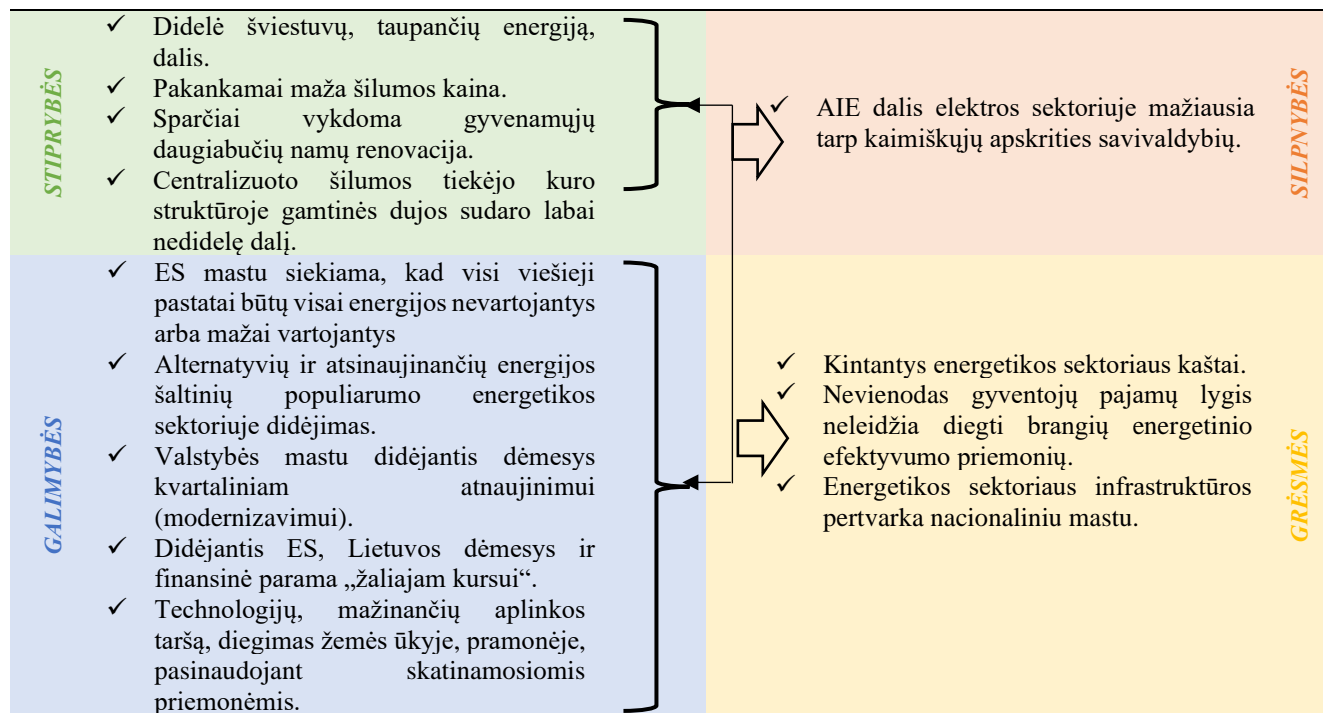 STIPRYBĖS
✓ Didelė šviestuvų, taupančių energiją,
dalis.
✓ Pakankamai maža šilumos kaina.
✓ Sparčiai vykdoma gyvenamųjų
daugiabučių namų renovacija.
✓ Centralizuoto šilumos tiekėjo kuro
struktūroje gamtinės dujos sudaro labai
nedidelę dalį.
✓ AIE dalis elektros sektoriuje mažiausia
tarp kaimiškųjų apskrities savivaldybių.
SILPNYBĖS
GALIMYBĖS
✓ ES mastu siekiama, kad visi viešieji
pastatai būtų visai energijos nevartojantys
arba mažai vartojantys
✓ Alternatyvių ir atsinaujinančių energijos
šaltinių populiarumo energetikos
sektoriuje didėjimas.
✓ Valstybės mastu didėjantis dėmesys
kvartaliniam atnaujinimui
(modernizavimui).
✓ Didėjantis ES, Lietuvos dėmesys ir
finansinė parama „žaliajam kursui“.
✓ Technologijų, mažinančių aplinkos
taršą, diegimas žemės ūkyje, pramonėje,
pasinaudojant skatinamosiomis
priemonėmis.
✓ Kintantys energetikos sektoriaus kaštai.
✓ Nevienodas gyventojų pajamų lygis
neleidžia diegti brangių energetinio
efektyvumo priemonių.
✓ Energetikos sektoriaus infrastruktūros
pertvarka nacionaliniu mastu.
GRĖSMĖS